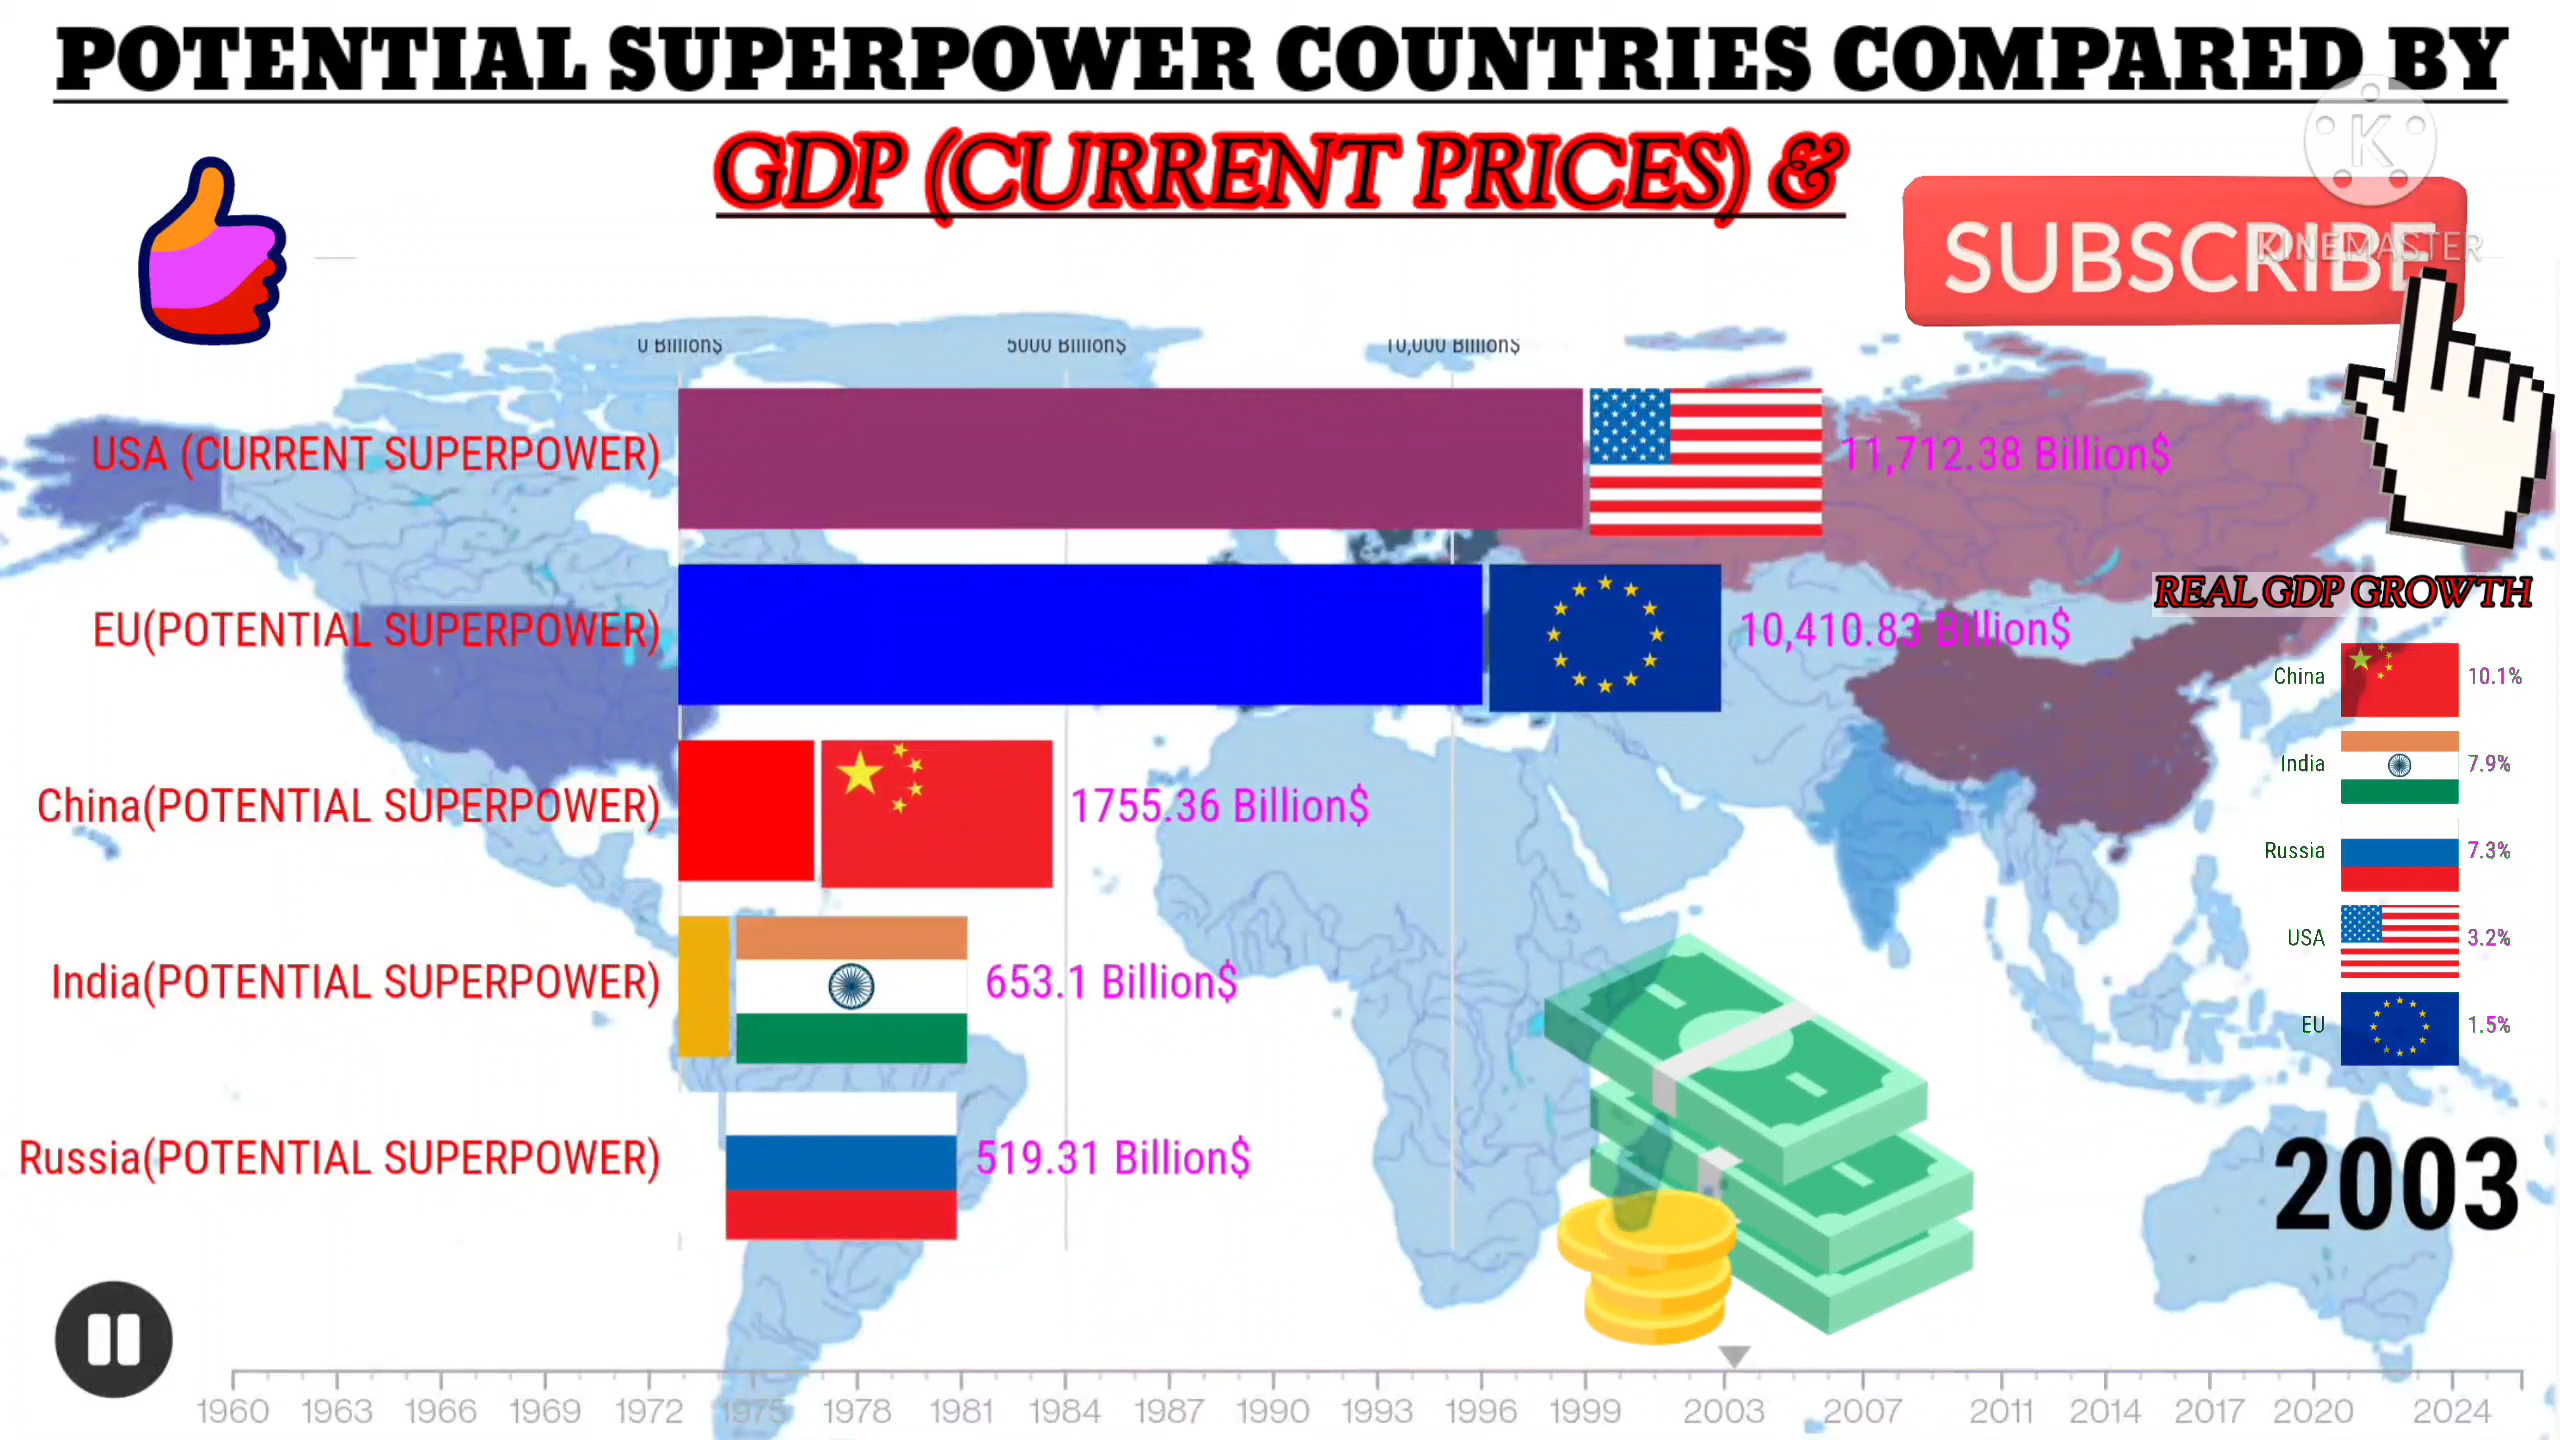 POTENTIAL SUPERPOWER COUNTRIES COMPARED BY
GDP (CURRENT PRICES) &
K
SUBSCRIBE
KINEMASTER
0 Billion$ 5000 Billion$ 10,000 Billion$
USA (CURRENT SUPERPOWER) 11,712.38 Billion$
EU(POTENTIAL SUPERPOWER) 10,410.83 Billion$
China(POTENTIAL SUPERPOWER) 1755.36 Billion$
India(POTENTIAL SUPERPOWER) 653.1 Billion$
Russia(POTENTIAL SUPERPOWER) 519.31 Billion$
REAL GDP GROWTH
China 10.1%
India 7.9%
Russia 7.3%
USA 3.2%
EU 1.5%
2003
1960 1963 1966 1969 1972 1975 1978 1981 1984 1987 1990 1993 1996 1999 2003 2007 2011 2014 2017 2020 2024